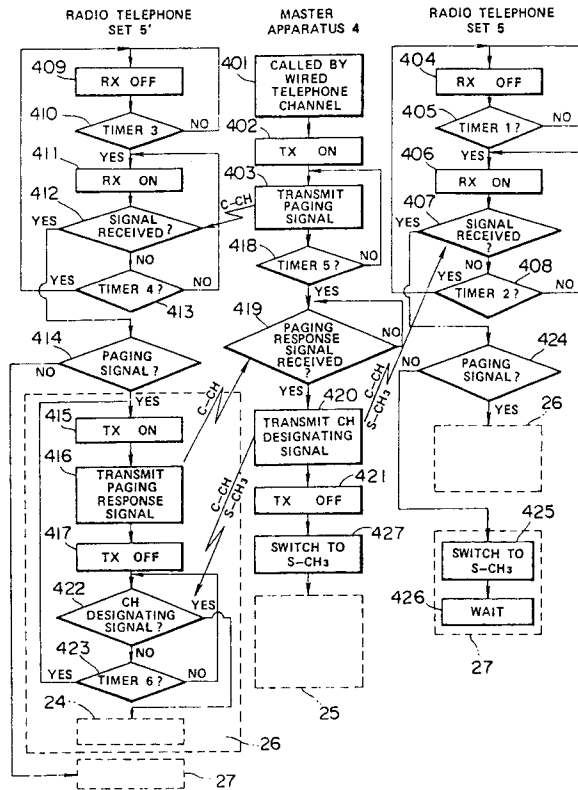 RADIO TELEPHONE
SET 5'
409
RX OFF
410
TIMER 3
NO
YES
411
RX ON
412
YES
SIGNAL
RECEIVED?
C-CH
NO
YES
TIMER 4?
NO
413
414
NO
PAGING
SIGNAL?
YES
415
TX ON
416
TRANSMIT
PAGING
RESPONSE
SIGNAL
C-CH
C-CH
S-CH3
417
TX OFF
422
CH
DESIGNATING
SIGNAL?
YES
NO
423
YES
TIMER 6?
NO
24
26
27
MASTER
APPARATUS 4
401
CALLED BY
WIRED
TELEPHONE
CHANNEL
402
TX ON
403
TRANSMIT
PAGING
SIGNAL
418
TIMER 5?
NO
YES
419
PAGING
RESPONSE
SIGNAL
RECEIVED
?
NO
YES
420
TRANSMIT CH
DESIGNATING
SIGNAL
C-CH
S-CH3
421
TX OFF
427
SWITCH TO
S-CH3
25
RADIO TELEPHONE
SET 5
404
RX OFF
405
TIMER 1?
NO
YES
406
RX ON
407
YES
SIGNAL
RECEIVED
?
NO
408
YES
TIMER 2?
NO
424
NO
PAGING
SIGNAL?
YES
26
425
SWITCH TO
S-CH3
426
WAIT
27